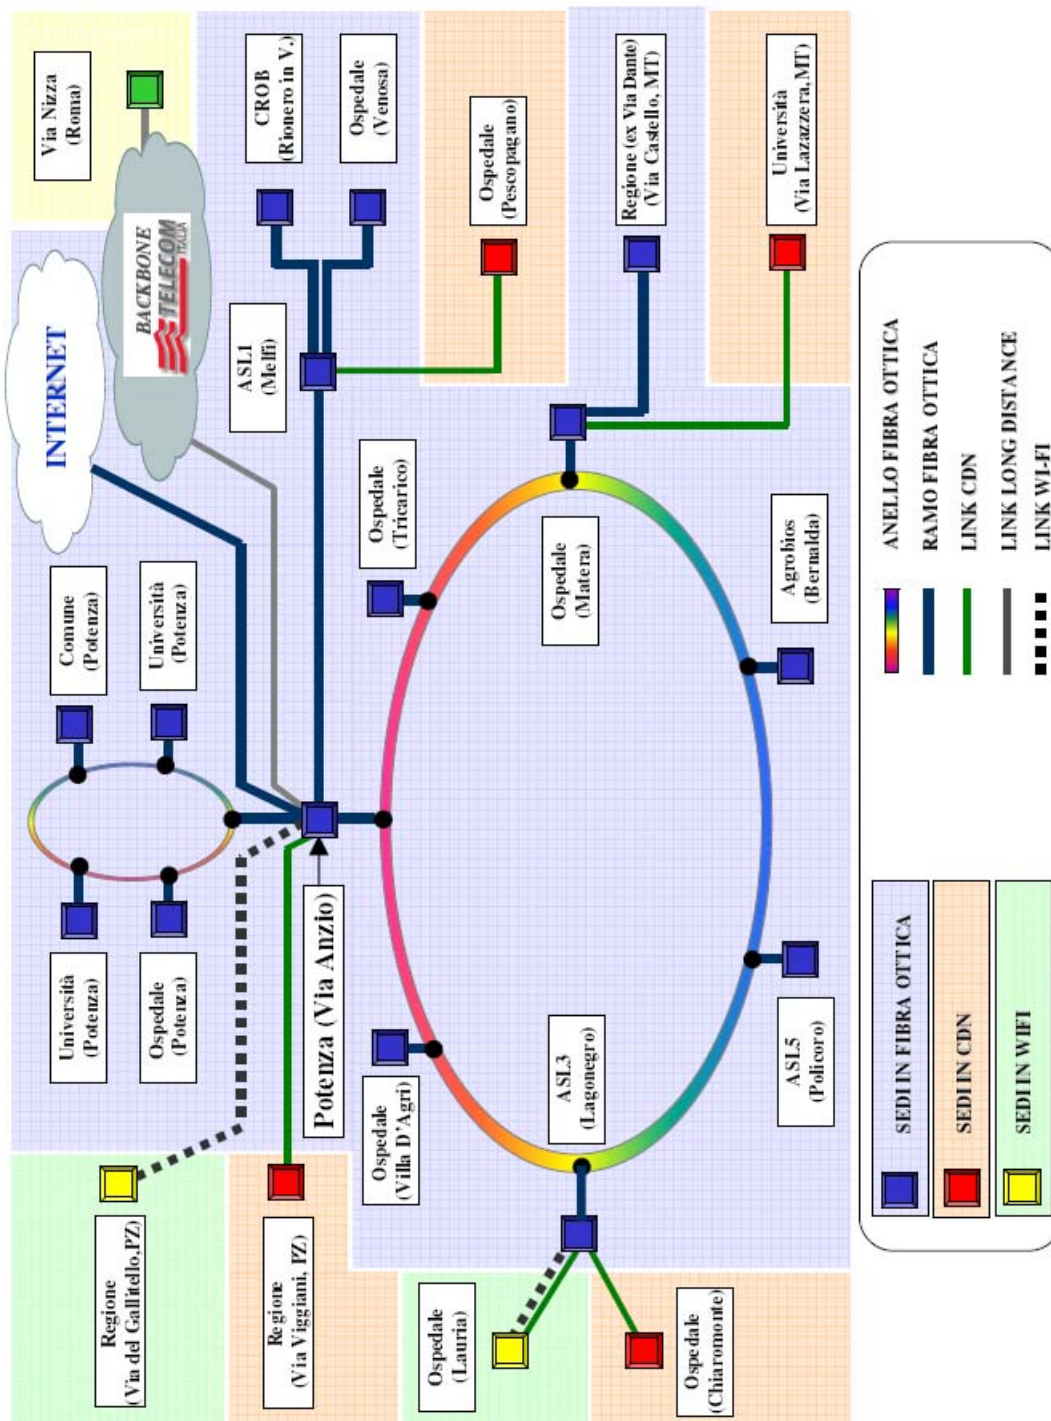 Regione
(Via del Gallitello,PZ)
Regione
(Via Viggiani, PZ)
Ospedale
(Lauria)
Ospedale
(Chiaromonte)
Università
(Potenza)
Ospedale
(Potenza)
Comune
(Potenza)
Università
(Potenza)
Potenza (Via Anzio)
INTERNET
BACKBONE
TELECOM
ITALIA
Via Nizza
(Roma)
ASL1
(Melfi)
CROB
(Rionero in V.)
Ospedale
(Venosa)
Ospedale
(Pescopagano)
Regione (ex Via Dante)
(Via Castello, MT)
Università
(Via Lazazzera,MT)
Ospedale
(Villa D'Agri)
Ospedale
(Tricarico)
ASL3
(Lagonegro)
Ospedale
(Matera)
ASL5
(Policoro)
Agrobios
(Bernalda)
SEDI IN FIBRA OTTICA
SEDI IN CDN
SEDI IN WIFI
ANELLO FIBRA OTTICA
RAMO FIBRA OTTICA
LINK CDN
LINK LONG DISTANCE
LINK WI-FI